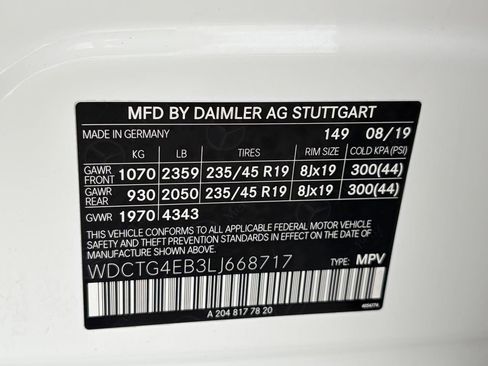 MFD BY DAIMLER AG STUTTGART
MADE IN GERMANY 149 08/19
KG LB TIRES RIM SIZE COLD KPA (PSI)
GAWR FRONT 1070 2359 235/45 R19 8Jx19 300(44)
GAWR REAR 930 2050 235/45 R19 8Jx19 300(44)
GVWR 1970 4343
THIS VEHICLE CONFORMS TO ALL APPLICABLE FEDERAL MOTOR VEHICLE
SAFETY STANDARDS IN EFFECT ON THE DATE OF MANUFACTURE SHOWN ABOVE.
WDCTG4EB3LJ668717 TYPE: MPV
A 204 817 78 20